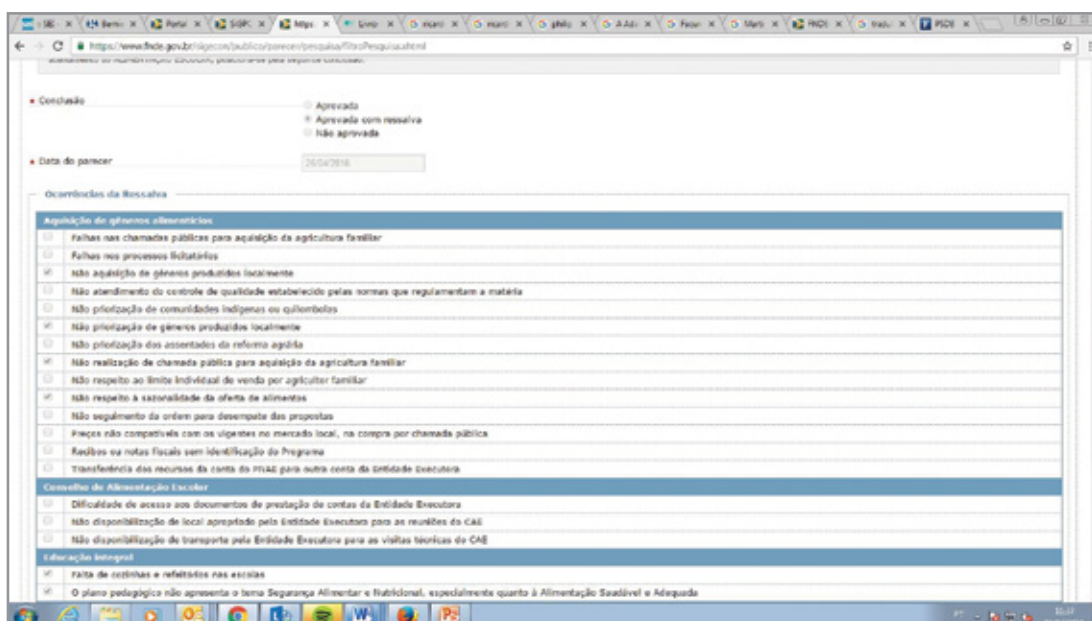 https://www.fnde.gov.br/sigecon/publico/parecer/pesquisa/filtroPesquisa.xhtml
atendimento do ALIMENTAÇÃO ESCOLAR, posiciona-se pela seguinte conclusão:
* Conclusão
Aprovada
Aprovada com ressalva
Não aprovada
* Data do parecer
Ocorrências da Ressalva
Aquisição de gêneros alimentícios
Falhas nas chamadas públicas para aquisição da agricultura familiar
Falhas nos processos licitatórios
Não aquisição de gêneros produzidos localmente
Não atendimento do controle de qualidade estabelecido pelas normas que regulamentam a matéria
Não priorização de comunidades indígenas ou quilombolas
Não priorização de gêneros produzidos localmente
Não priorização dos assentados da reforma agrária
Não realização de chamada pública para aquisição da agricultura familiar
Não respeito ao limite individual de venda por agricultor familiar
Não respeito à sazonalidade da oferta de alimentos
Não seguimento da ordem para desempate das propostas
Preços não compatíveis com os vigentes no mercado local, na compra por chamada pública
Recibos ou notas fiscais sem identificação do Programa
Transferência dos recursos da conta do PNAE para outra conta da Entidade Executora
Conselho de Alimentação Escolar
Dificuldade de acesso aos documentos de prestação de contas da Entidade Executora
Não disponibilização de local apropriado pela Entidade Executora para as reuniões do CAE
Não disponibilização de transporte pela Entidade Executora para as visitas técnicas do CAE
Educação integral
Falta de cozinhas e refeitórios nas escolas
O plano pedagógico não apresenta o tema Segurança Alimentar e Nutricional, especialmente quanto à Alimentação Saudável e Adequada
PT